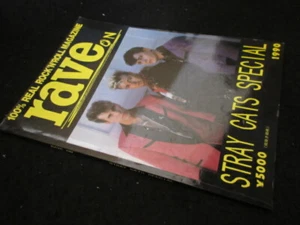 100% REAL ROCK'N'ROLL MAGAZINE
rave ON
STRAY CATS SPECIAL
1990
¥5000